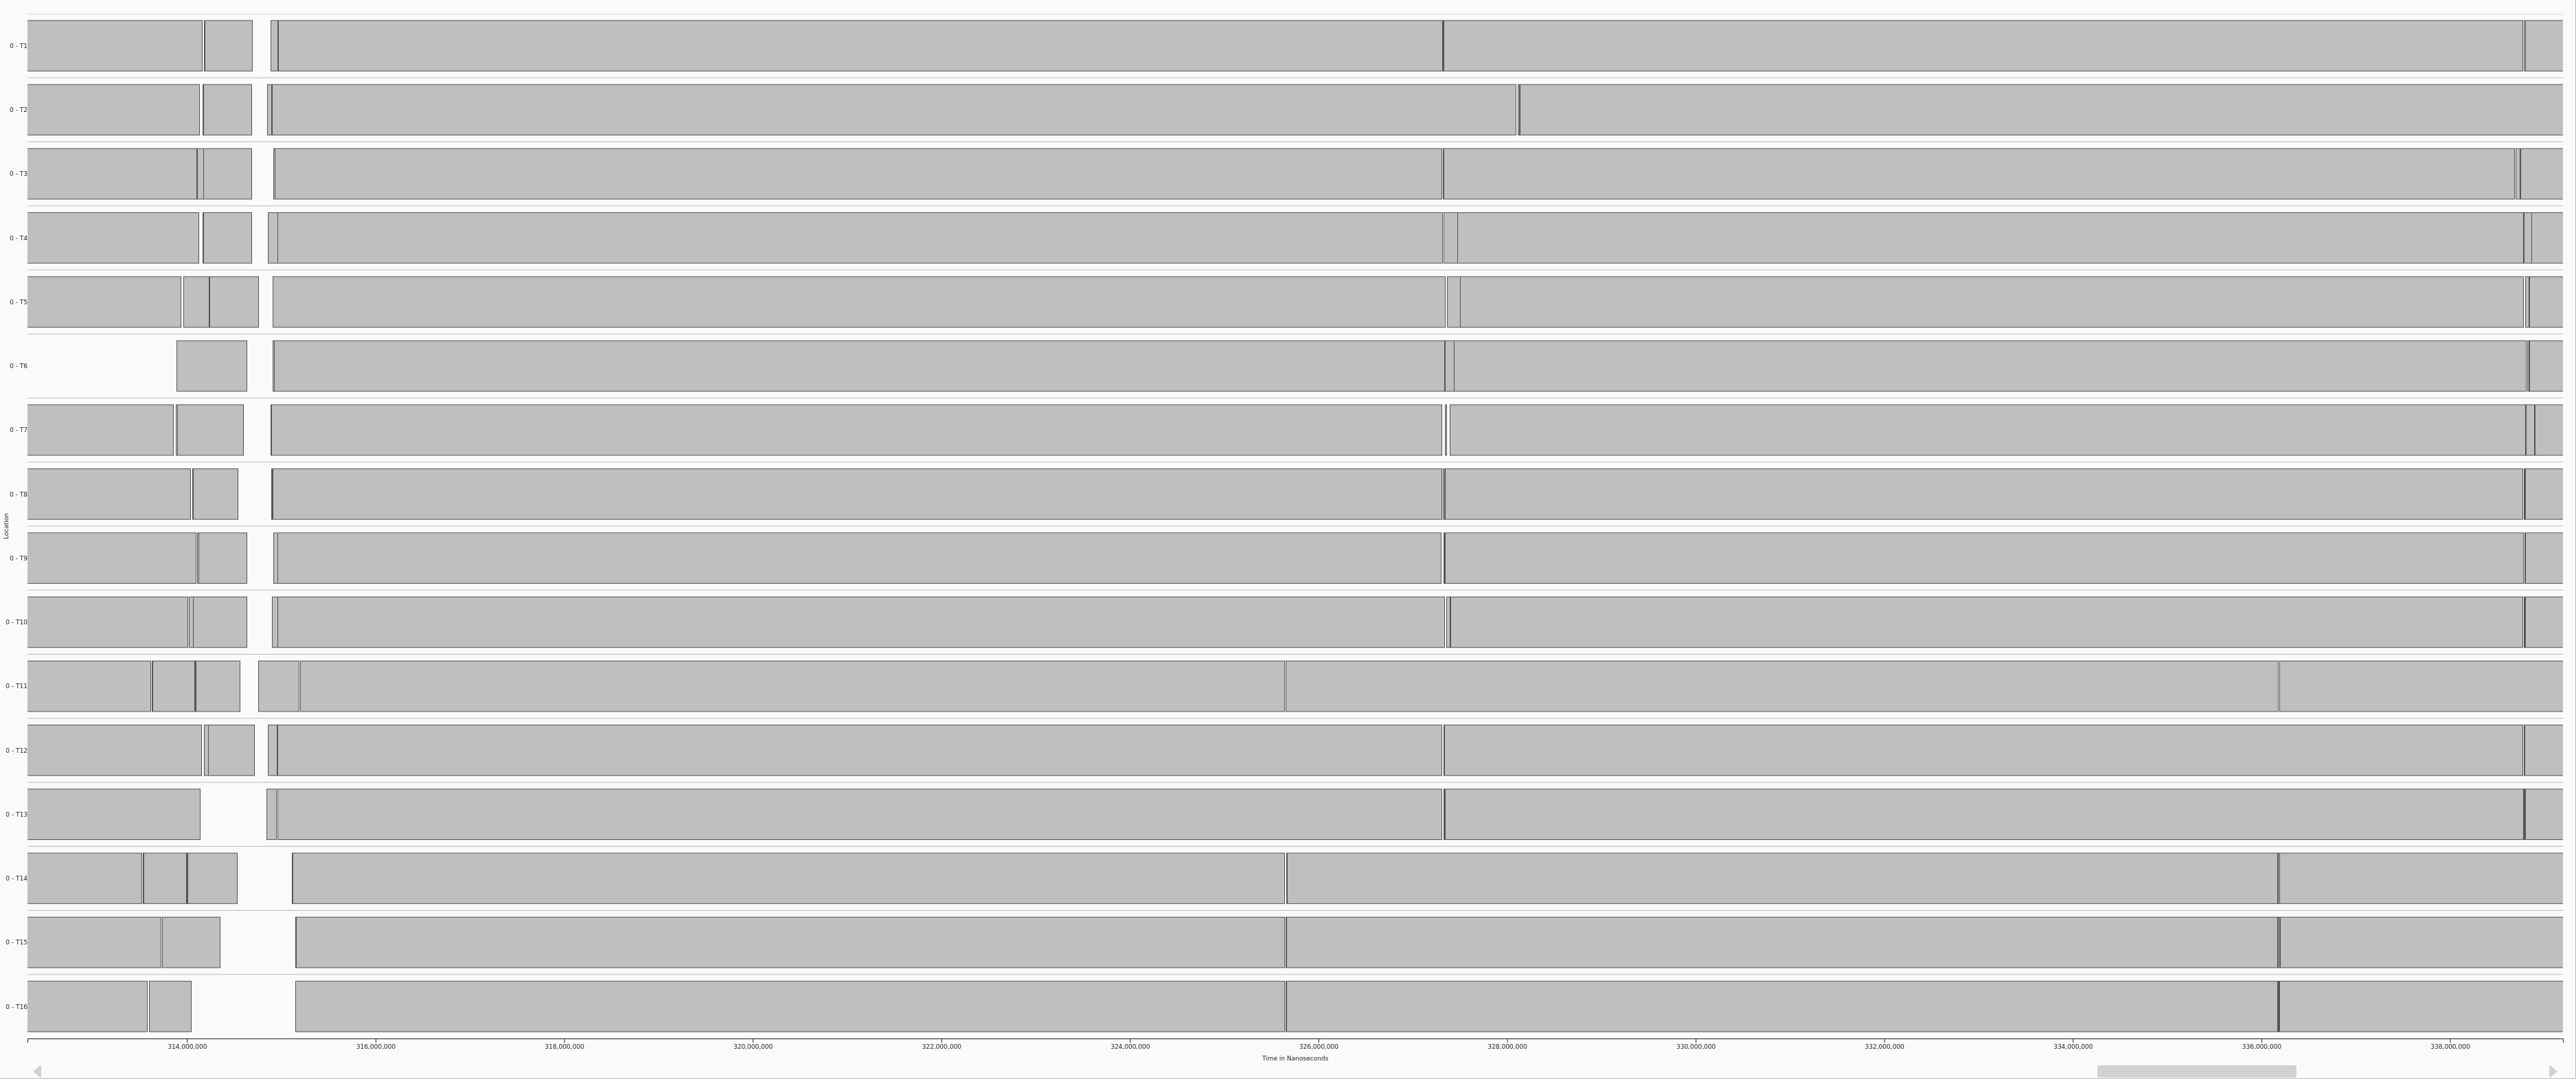 0 - T1
0 - T2
0 - T3
0 - T4
0 - T5
0 - T6
0 - T7
0 - T8
0 - T9
0 - T10
0 - T11
0 - T12
0 - T13
0 - T14
0 - T15
0 - T16
Location
314,000,000 316,000,000 318,000,000 320,000,000 322,000,000 324,000,000 326,000,000 328,000,000 330,000,000 332,000,000 334,000,000 336,000,000 338,000,000
Time in Nanoseconds